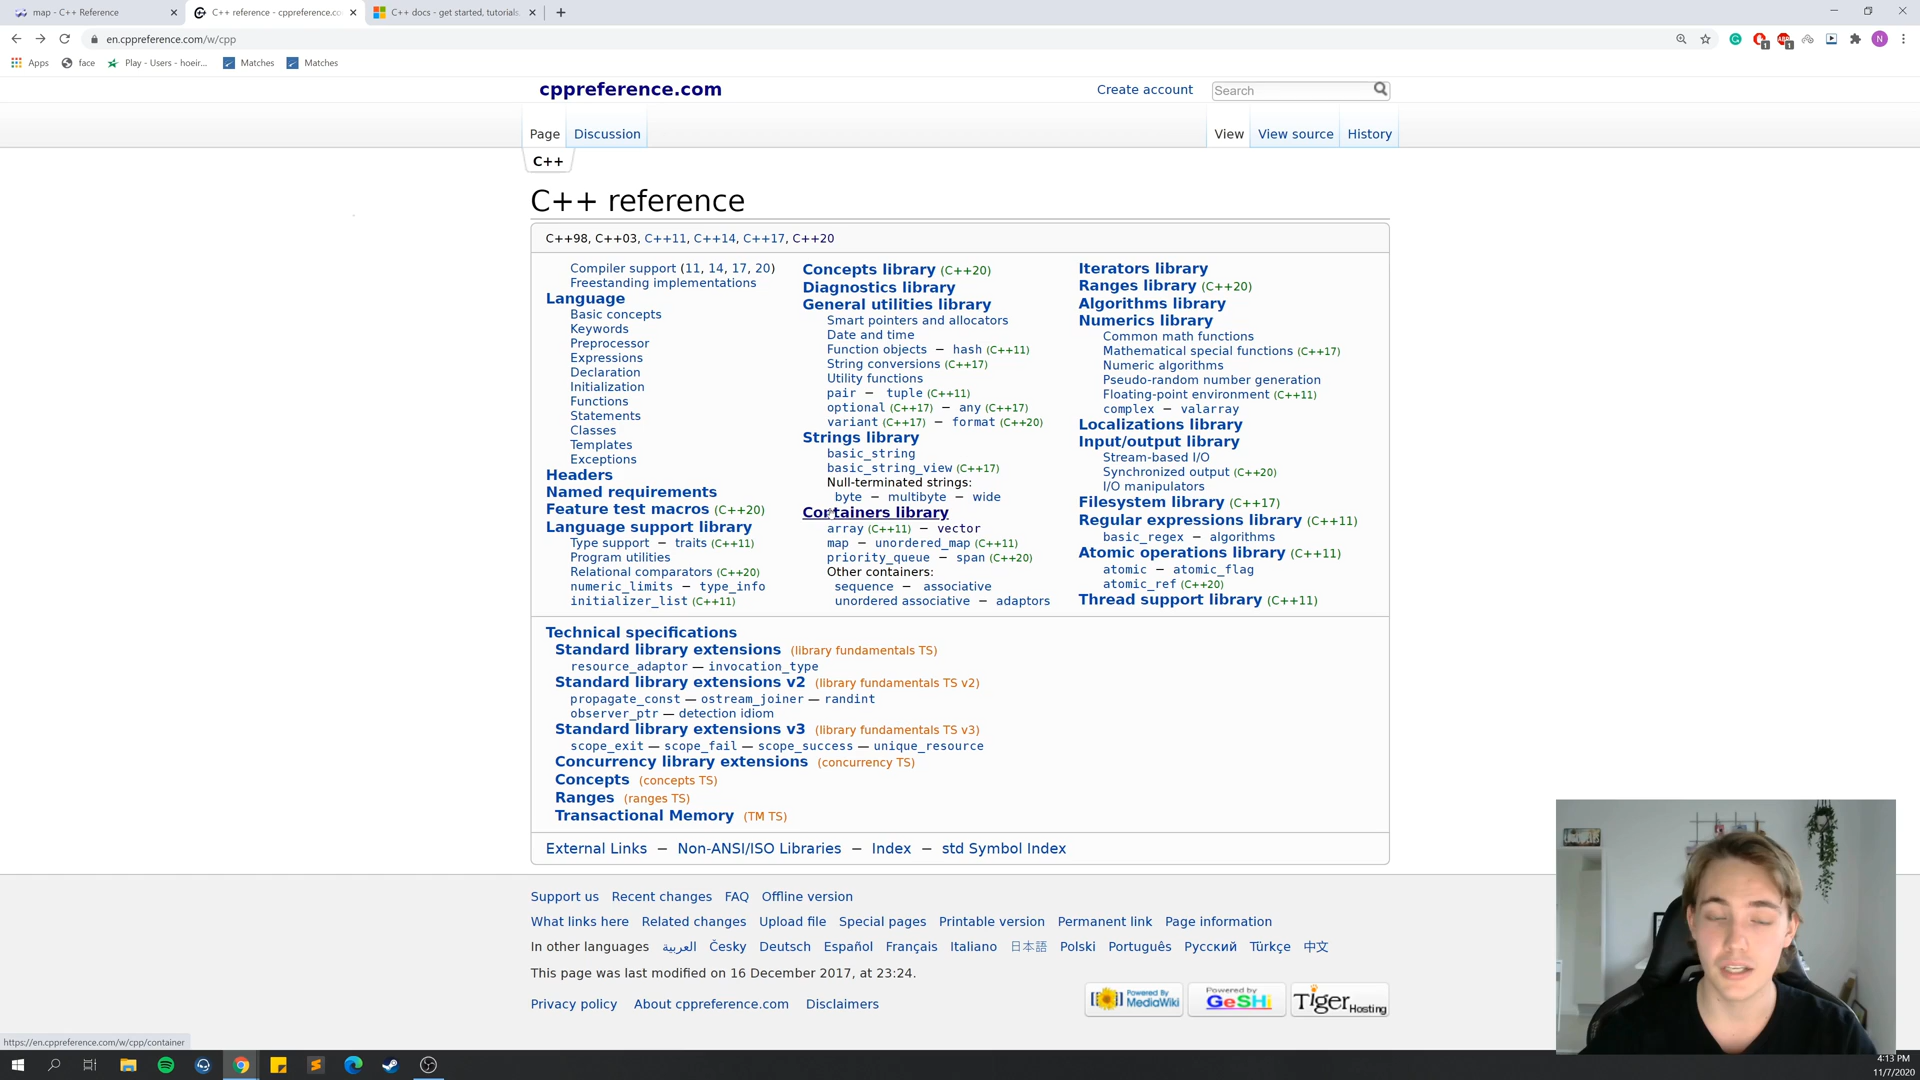 map - C++ Reference
C++ reference - cppreference.co
C++ docs - get started, tutorials,
en.cppreference.com/w/cpp
Apps
face
Play - Users - hoeir...
Matches
Matches
N
cppreference.com
Create account
Search
Page
Discussion
View
View source
History
C++
C++ reference
C++98, C++03, C++11, C++14, C++17, C++20
Compiler support (11, 14, 17, 20)
Freestanding implementations
Language
Basic concepts
Keywords
Preprocessor
Expressions
Declaration
Initialization
Functions
Statements
Classes
Templates
Exceptions
Headers
Named requirements
Feature test macros (C++20)
Language support library
Type support − traits (C++11)
Program utilities
Relational comparators (C++20)
numeric_limits − type_info
initializer_list (C++11)
Concepts library (C++20)
Diagnostics library
General utilities library
Smart pointers and allocators
Date and time
Function objects − hash (C++11)
String conversions (C++17)
Utility functions
pair − tuple (C++11)
optional (C++17) − any (C++17)
variant (C++17) − format (C++20)
Strings library
basic_string
basic_string_view (C++17)
Null-terminated strings:
byte − multibyte − wide
Containers library
array (C++11) − vector
map − unordered_map (C++11)
priority_queue − span (C++20)
Other containers:
sequence − associative
unordered associative − adaptors
Iterators library
Ranges library (C++20)
Algorithms library
Numerics library
Common math functions
Mathematical special functions (C++17)
Numeric algorithms
Pseudo-random number generation
Floating-point environment (C++11)
complex − valarray
Localizations library
Input/output library
Stream-based I/O
Synchronized output (C++20)
I/O manipulators
Filesystem library (C++17)
Regular expressions library (C++11)
basic_regex − algorithms
Atomic operations library (C++11)
atomic − atomic_flag
atomic_ref (C++20)
Thread support library (C++11)
Technical specifications
Standard library extensions (library fundamentals TS)
resource_adaptor — invocation_type
Standard library extensions v2 (library fundamentals TS v2)
propagate_const — ostream_joiner — randint
observer_ptr — detection idiom
Standard library extensions v3 (library fundamentals TS v3)
scope_exit — scope_fail — scope_success — unique_resource
Concurrency library extensions (concurrency TS)
Concepts (concepts TS)
Ranges (ranges TS)
Transactional Memory (TM TS)
External Links − Non-ANSI/ISO Libraries − Index − std Symbol Index
Support us Recent changes FAQ Offline version
What links here Related changes Upload file Special pages Printable version Permanent link Page information
In other languages العربية Česky Deutsch Español Français Italiano 日本語 Polski Português Русский Türkçe 中文
This page was last modified on 16 December 2017, at 23:24.
Privacy policy About cppreference.com Disclaimers
Powered By MediaWiki
Powered by GeSHi
Tiger Hosting
https://en.cppreference.com/w/cpp/container
4:13 PM
11/7/2020